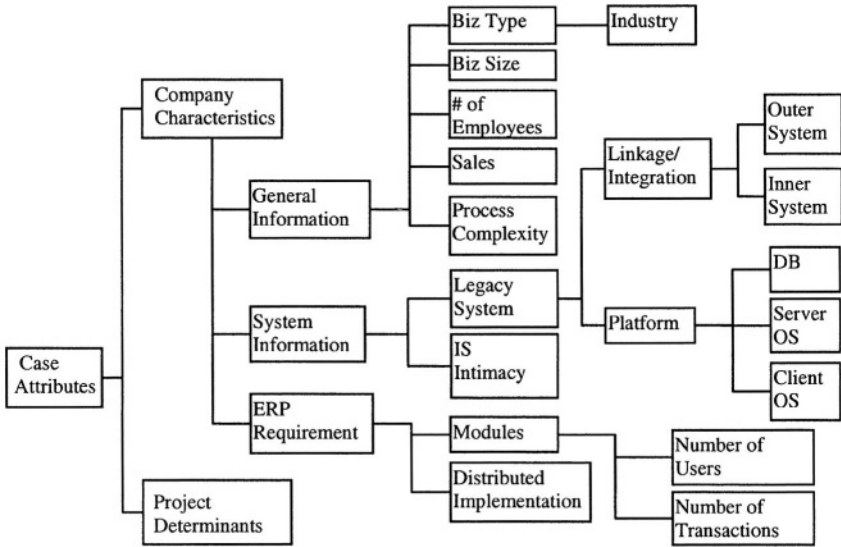 Biz Type
Industry
Biz Size
# of
Employees
Sales
Process
Complexity
Company
Characteristics
General
Information
Linkage/
Integration
Outer
System
Inner
System
Legacy
System
Platform
DB
Server
OS
Client
OS
System
Information
IS
Intimacy
Case
Attributes
ERP
Requirement
Modules
Number of
Users
Distributed
Implementation
Number of
Transactions
Project
Determinants